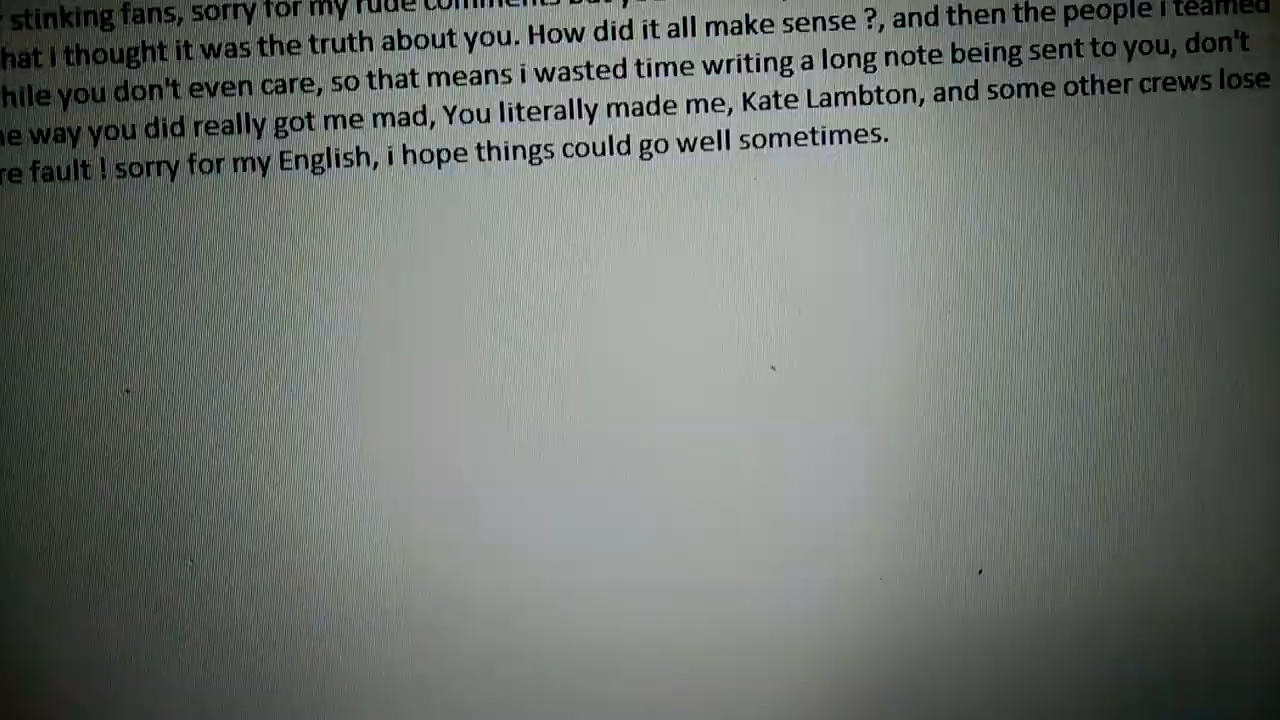 stinking fans, sorry for my rude comments but
hat i thought it was the truth about you. How did it all make sense ?, and then the people i teamed
hile you don't even care, so that means i wasted time writing a long note being sent to you, don't
e way you did really got me mad, You literally made me, Kate Lambton, and some other crews lose
re fault ! sorry for my English, i hope things could go well sometimes.